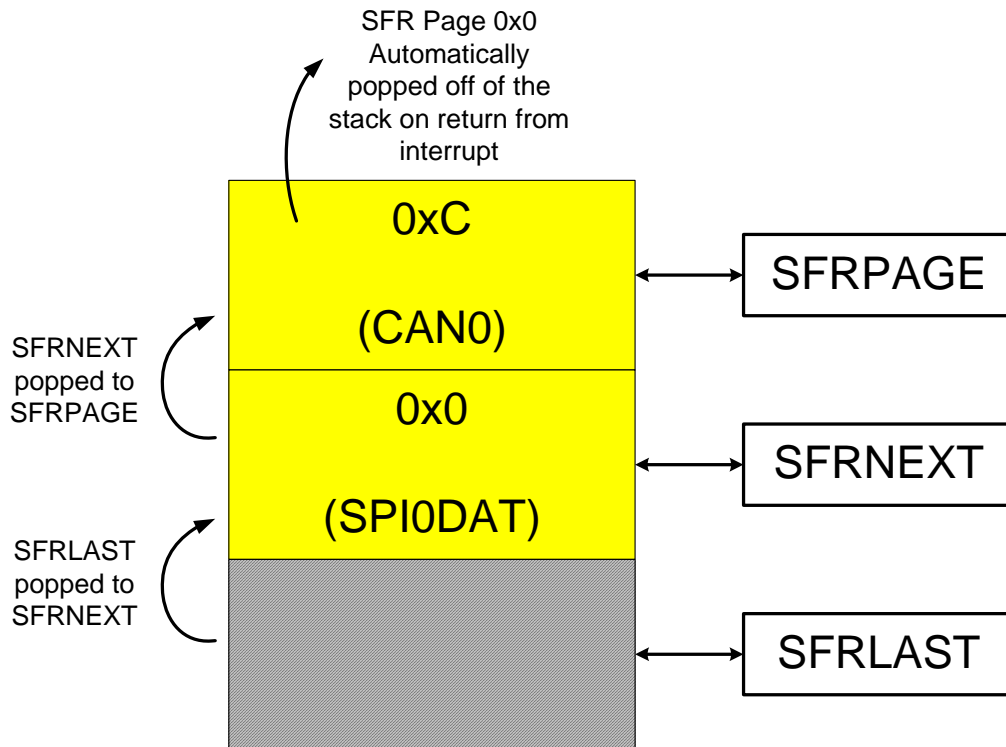 SFR Page 0x0
Automatically
popped off of the
stack on return from
interrupt
0xC
(CAN0)
SFRPAGE
SFRNEXT
popped to
SFRPAGE
0x0
(SPI0DAT)
SFRNEXT
SFRLAST
popped to
SFRNEXT
SFRLAST